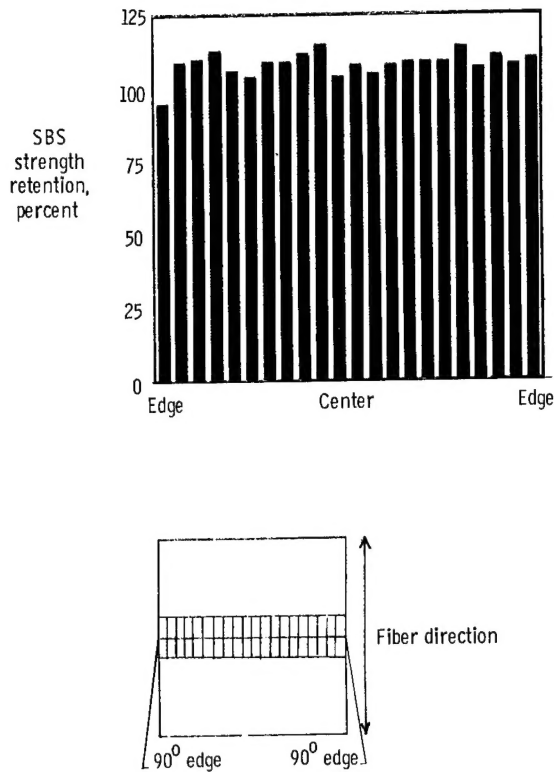 125
100
75
50
25
0
SBS
strength
retention,
percent
Edge Center Edge
Fiber direction
90° edge 90° edge